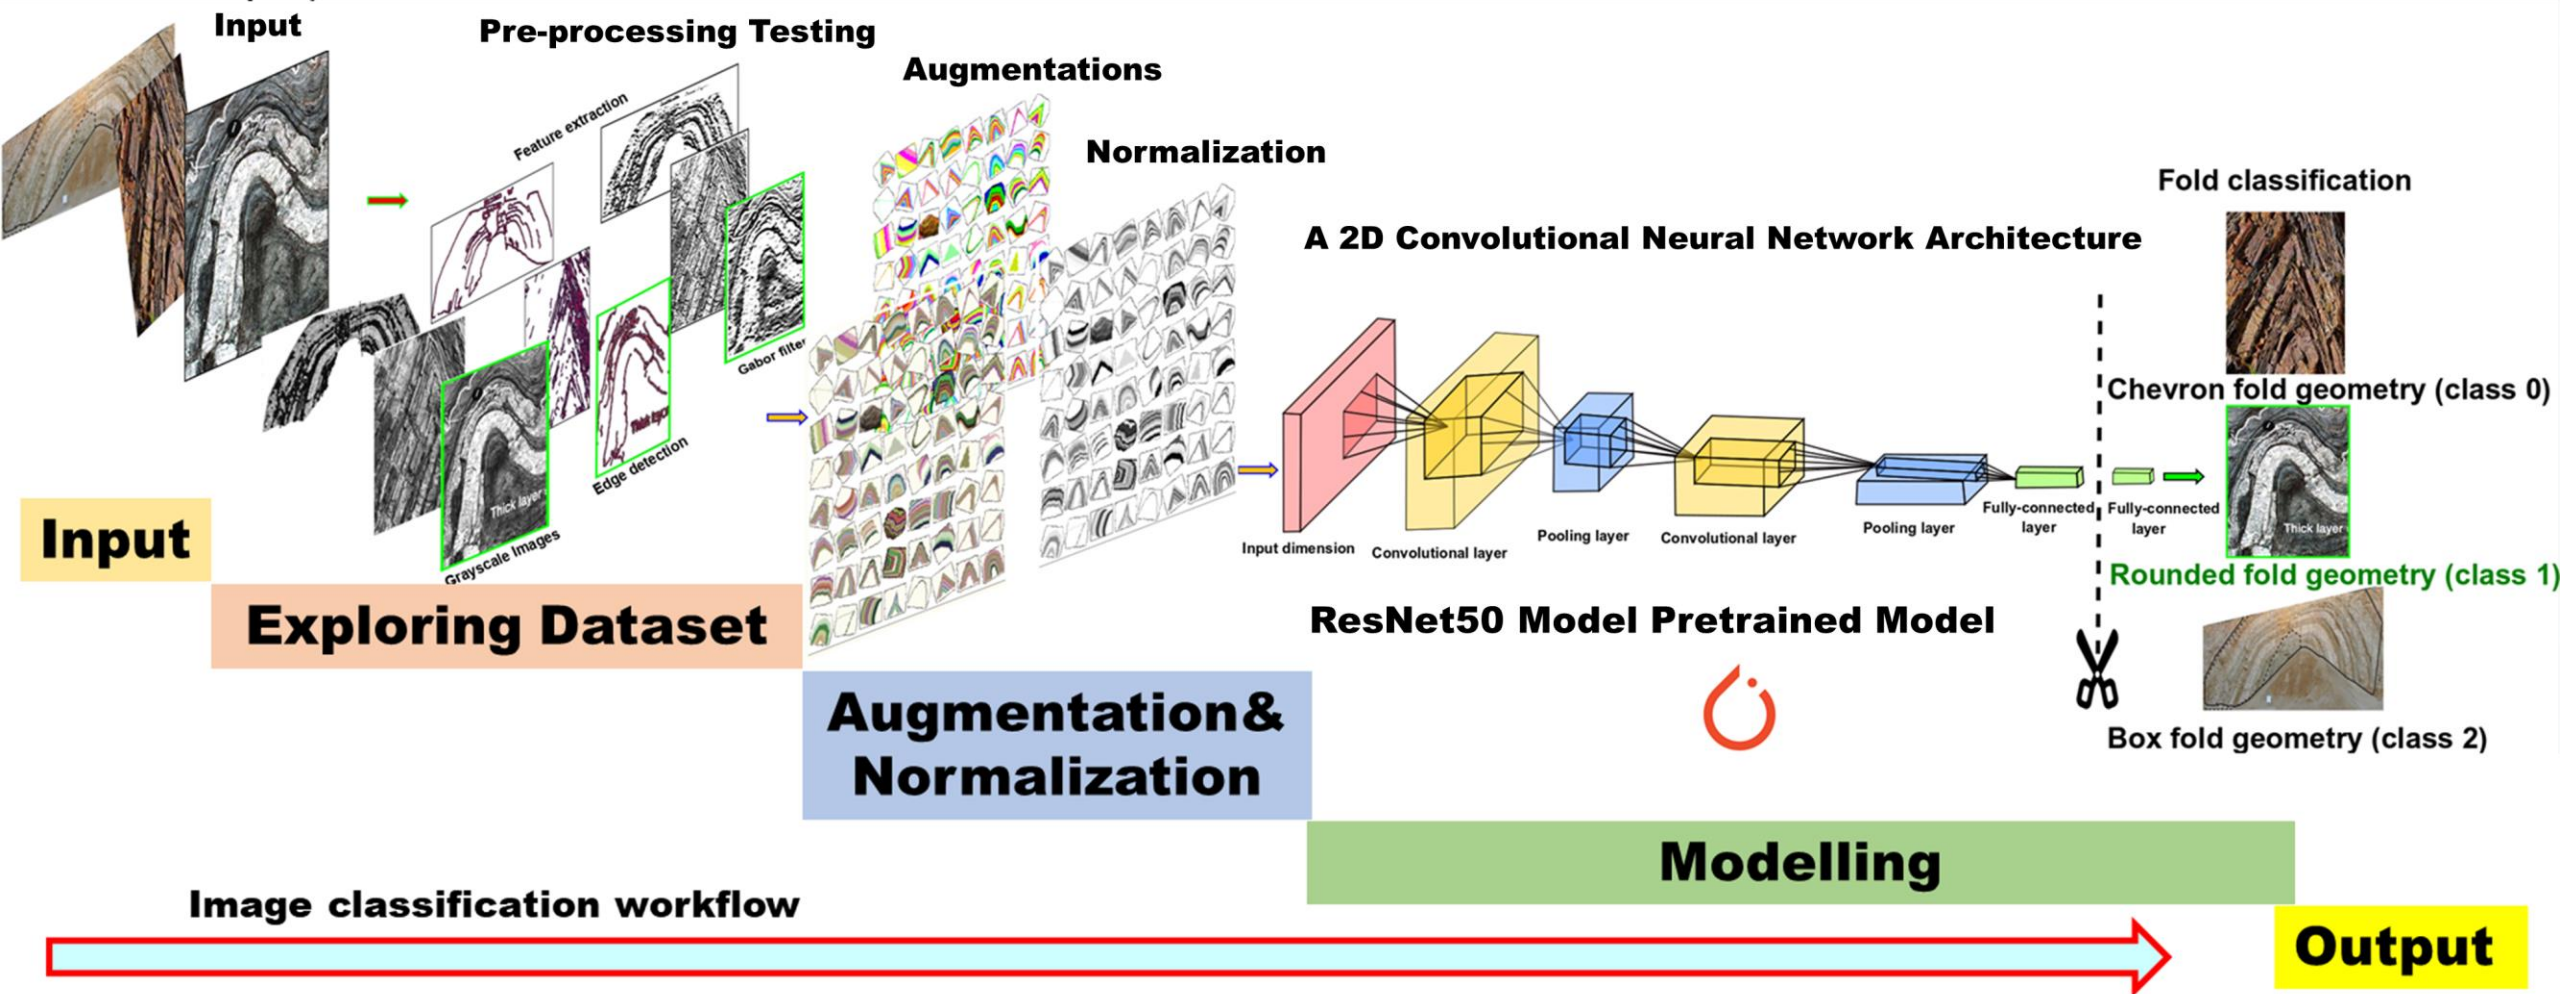 Input
Pre-processing Testing
Augmentations
Feature extraction
Normalization
Fold classification
A 2D Convolutional Neural Network Architecture
Gabor filter
Chevron fold geometry (class 0)
Thick layer
Edge detection
Thick layer
Grayscale Images
Input dimension
Convolutional layer
Pooling layer
Convolutional layer
Pooling layer
Fully-connected
layer
Fully-connected
layer
Thick layer
Rounded fold geometry (class 1)
Input
Exploring Dataset
ResNet50 Model Pretrained Model
Augmentation&
Normalization
Box fold geometry (class 2)
Modelling
Image classification workflow
Output